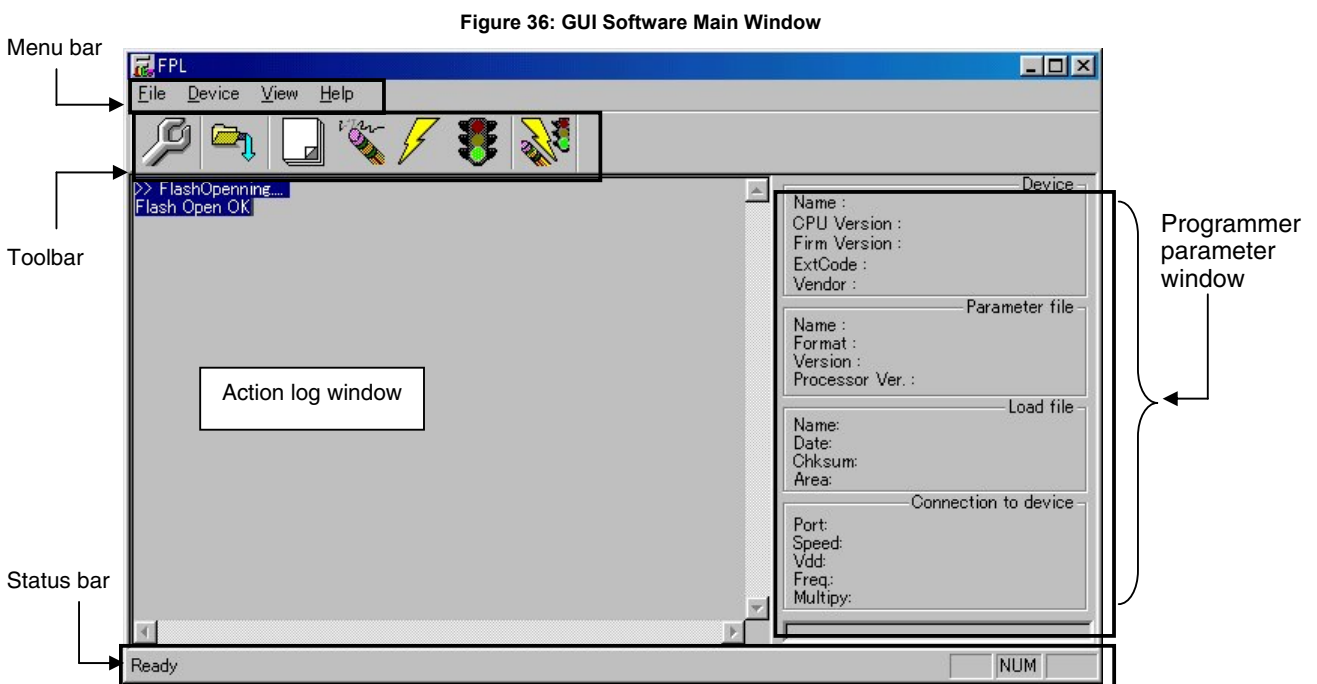 Figure 36: GUI Software Main Window
Menu bar
FPL
File Device View Help
Toolbar
>> FlashOpenning....
Flash Open OK
Action log window
Device
Name :
CPU Version :
Firm Version :
ExtCode :
Vendor :
Parameter file
Name :
Format :
Version :
Processor Ver. :
Load file
Name:
Date:
Chksum:
Area:
Connection to device
Port:
Speed:
Vdd:
Freq.:
Multipy:
Programmer
parameter
window
Status bar
Ready
NUM